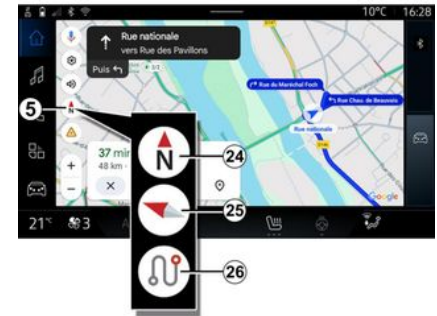 10°C 16:28
Rue nationale
vers Rue des Pavillons
Puis
Rue du Maréchal Foch
Rue Chau. de Beauvais
Rue nationale
5
N
24
37 min
48 km
25
Google
26
21°C
3